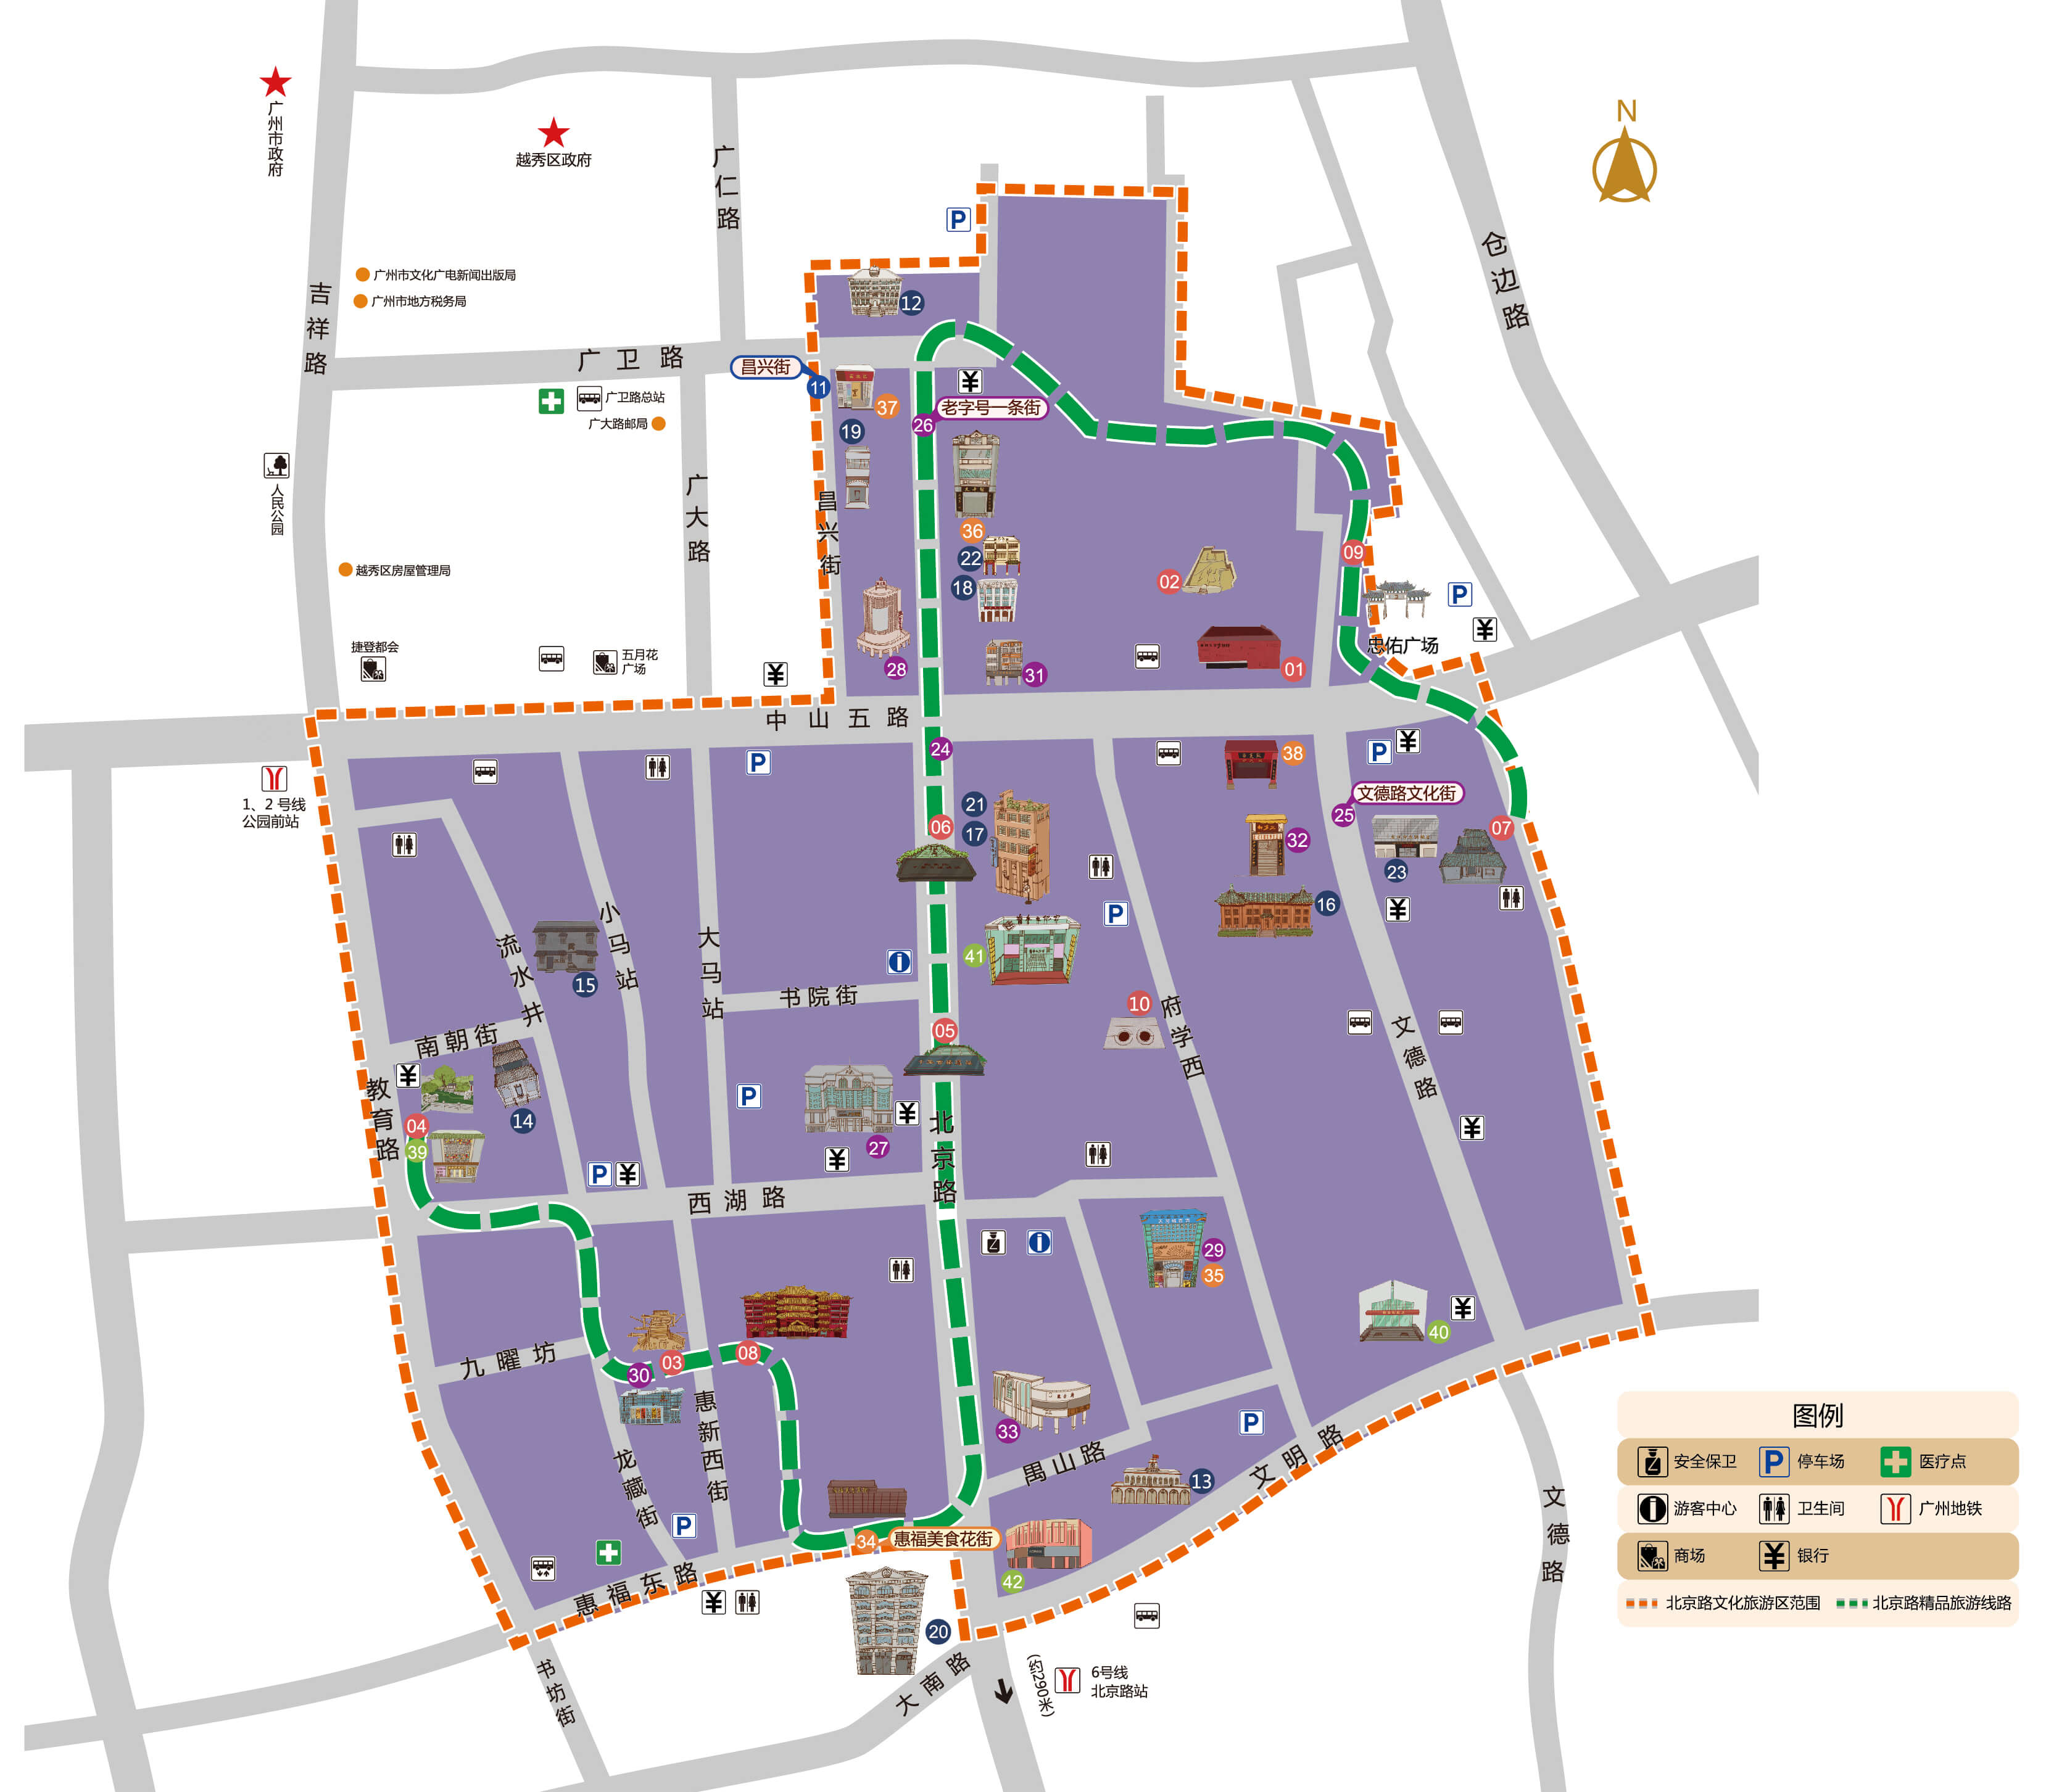 N
广州市政府
越秀区政府
广仁路
仓边路
广州市文化广电新闻出版局
广州市地方税务局
吉祥路
12
广卫路
昌兴街
11
37
老字号一条街
26
广卫路总站
广大路邮局
19
人民公园
广大路
昌兴街
36
22
18
02
09
越秀区房屋管理局
捷登都会
五月花
广场
28
31
01
忠佑广场
中山五路
24
38
1、2 号线
公园前站
文德路文化街
25
21
06
17
32
07
23
16
小马站
大马站
流水井
15
41
书院街
10
府学西
05
文德路
南朝街
教育路
14
04
39
27
北京路
西湖路
29
35
40
九曜坊
03
08
30
惠新西街
33
龙藏街
禺山路
13
文明路
34
惠福美食花街
惠福东路
42
20
书坊街
大南路
(约290米)
6号线
北京路站
文德路
图例
安全保卫
P
停车场
医疗点
游客中心
卫生间
广州地铁
商场
银行
北京路文化旅游区范围
北京路精品旅游线路